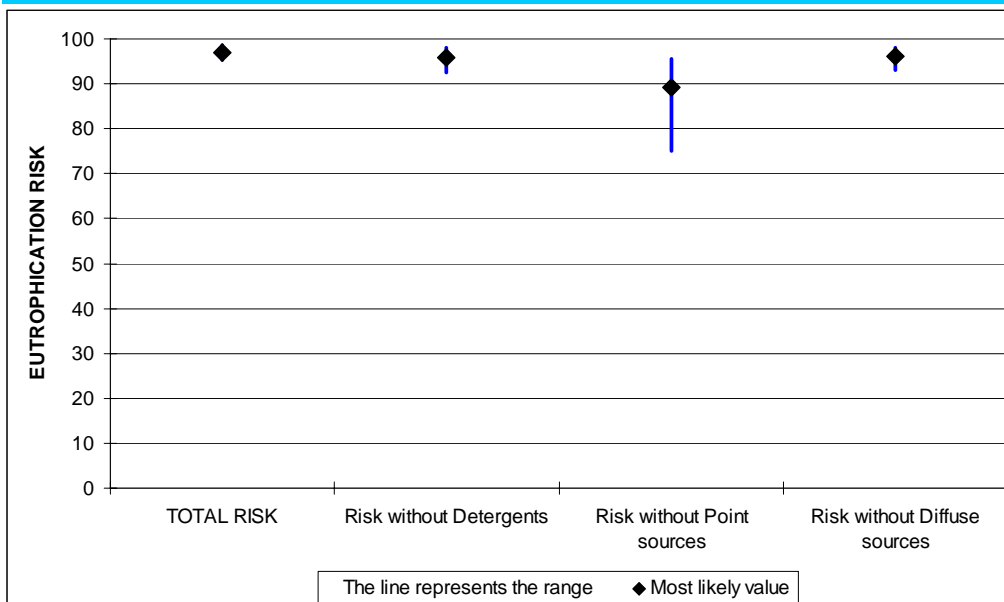 EUTROPHICATION RISK
100
90
80
70
60
50
40
30
20
10
0
TOTAL RISK
Risk without Detergents
Risk without Point
sources
Risk without Diffuse
sources
The line represents the range
Most likely value